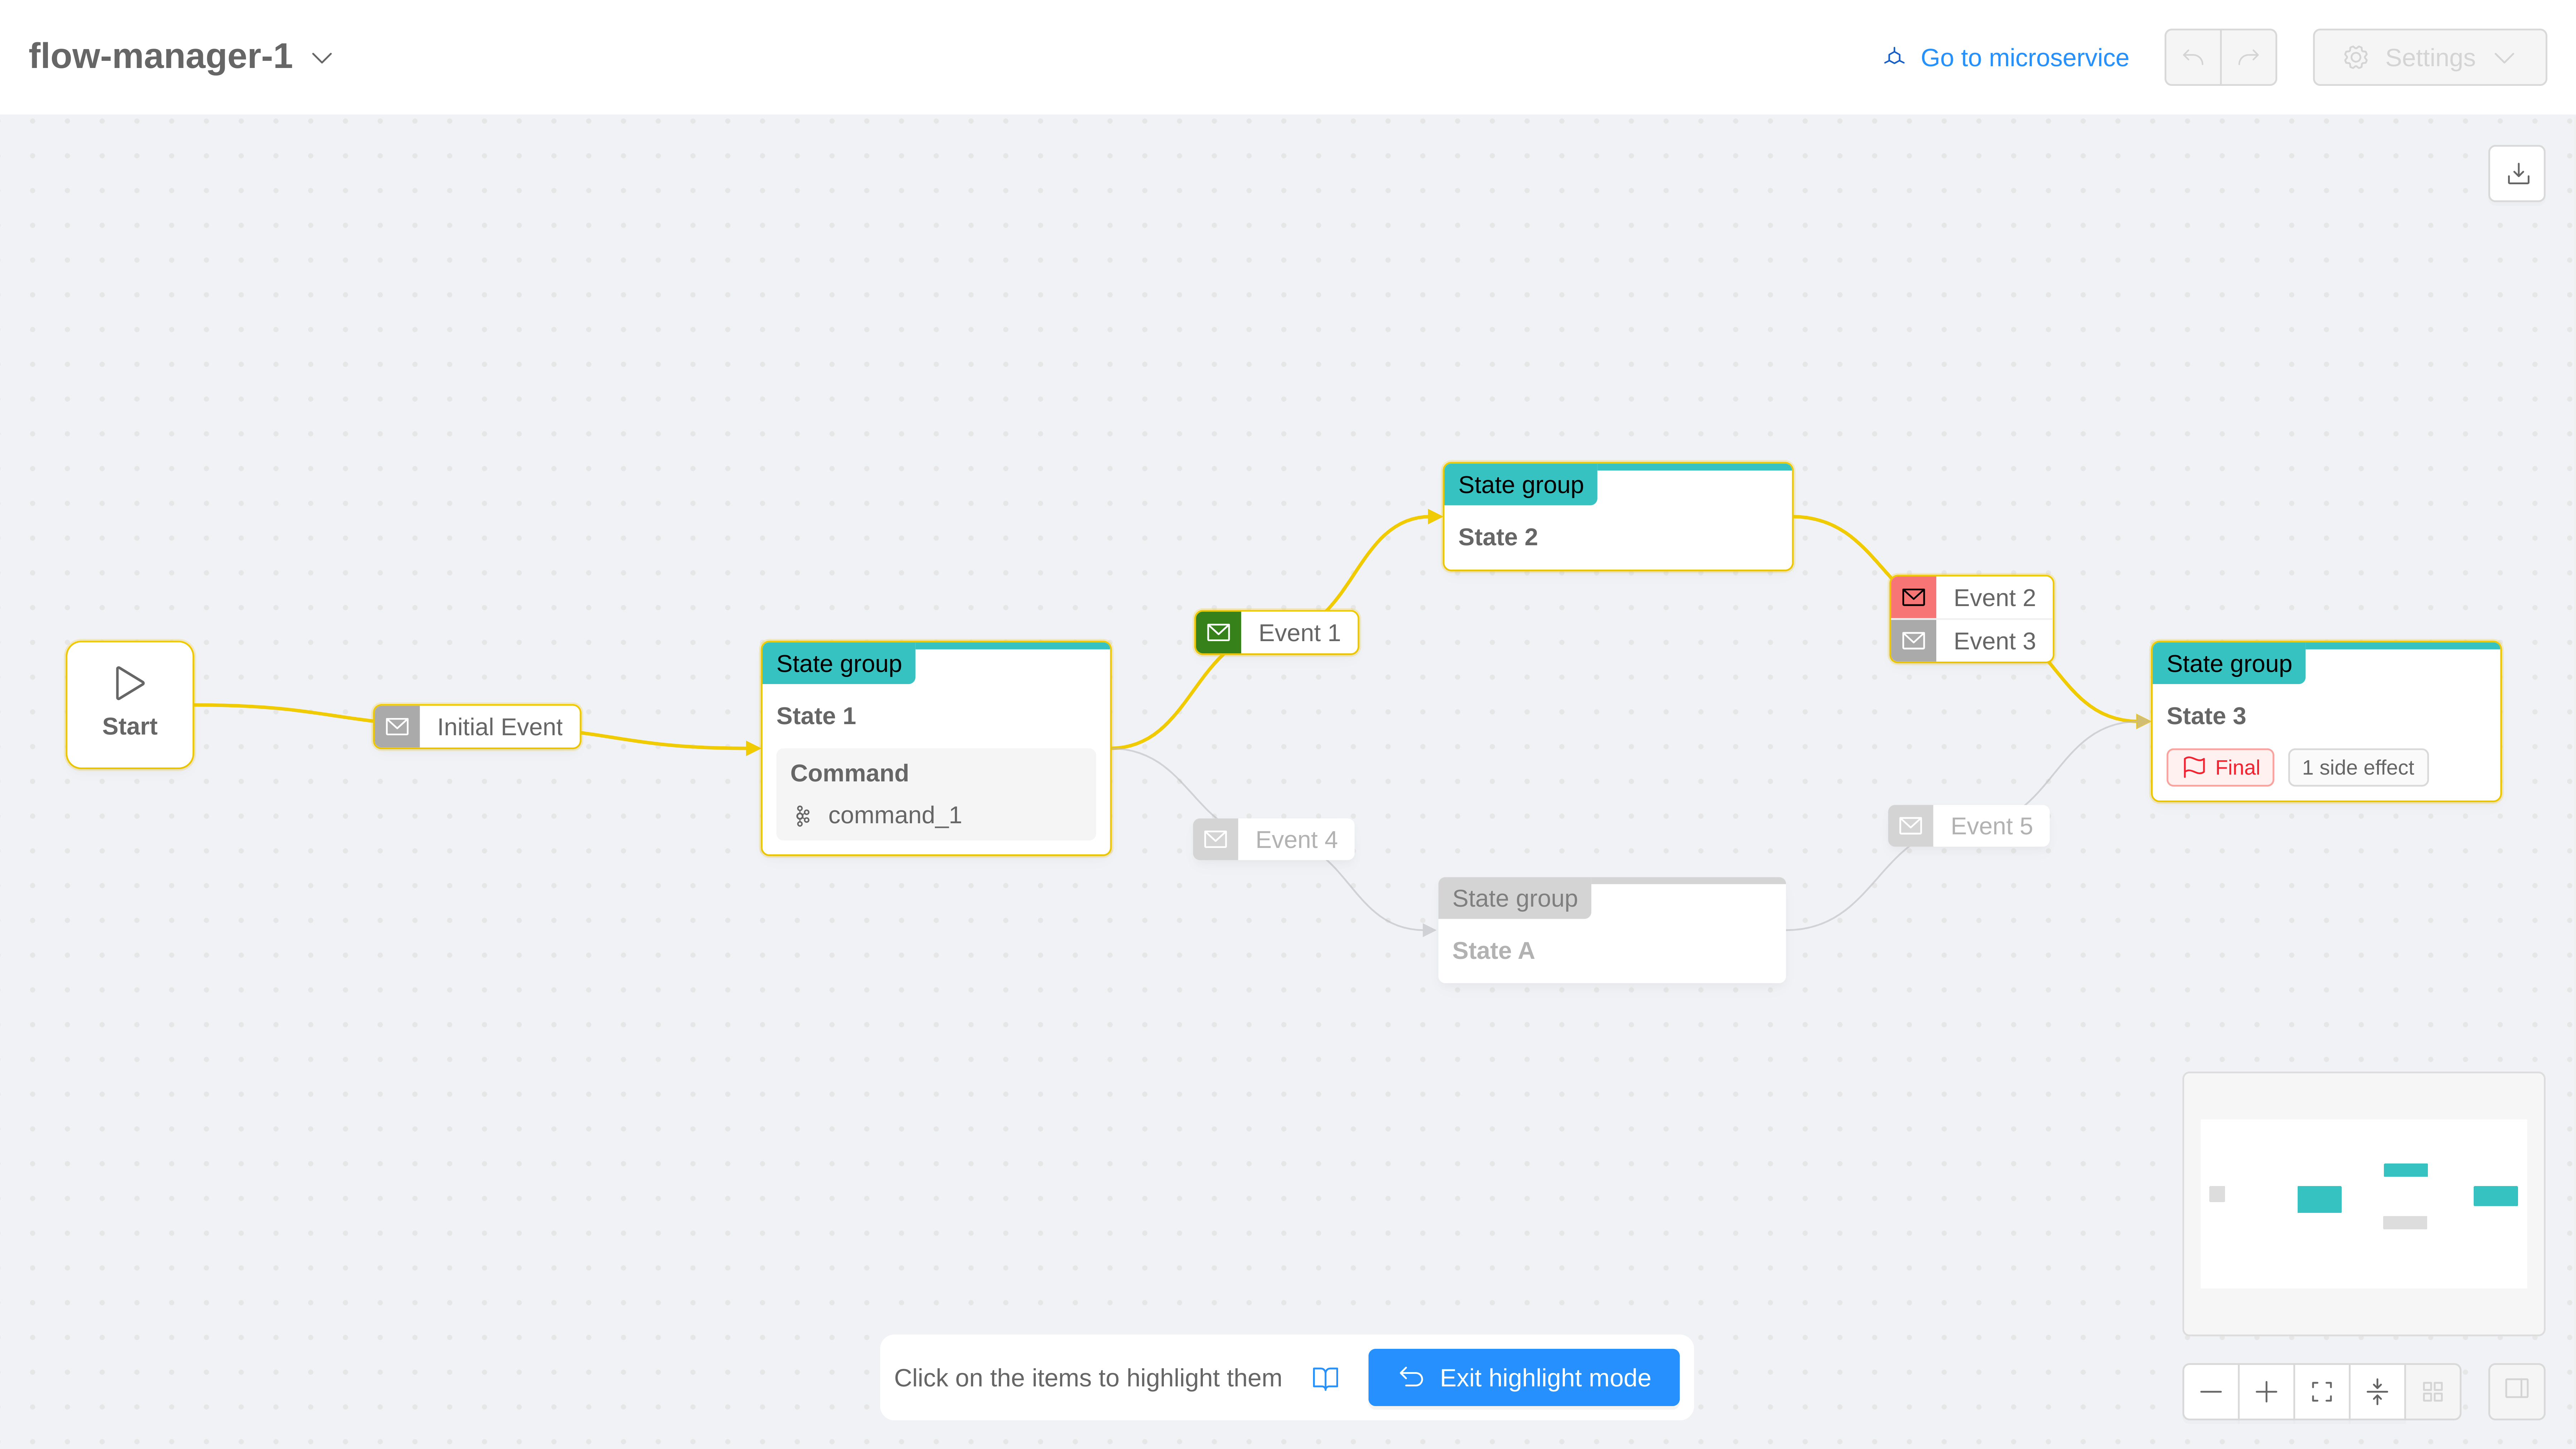 flow-manager-1
Go to microservice
Settings
State group
State 2
Event 2
Event 3
Event 1
Start
Initial Event
State group
State 1
Command
command_1
State group
State 3
Final
1 side effect
Event 4
Event 5
State group
State A
Click on the items to highlight them
Exit highlight mode